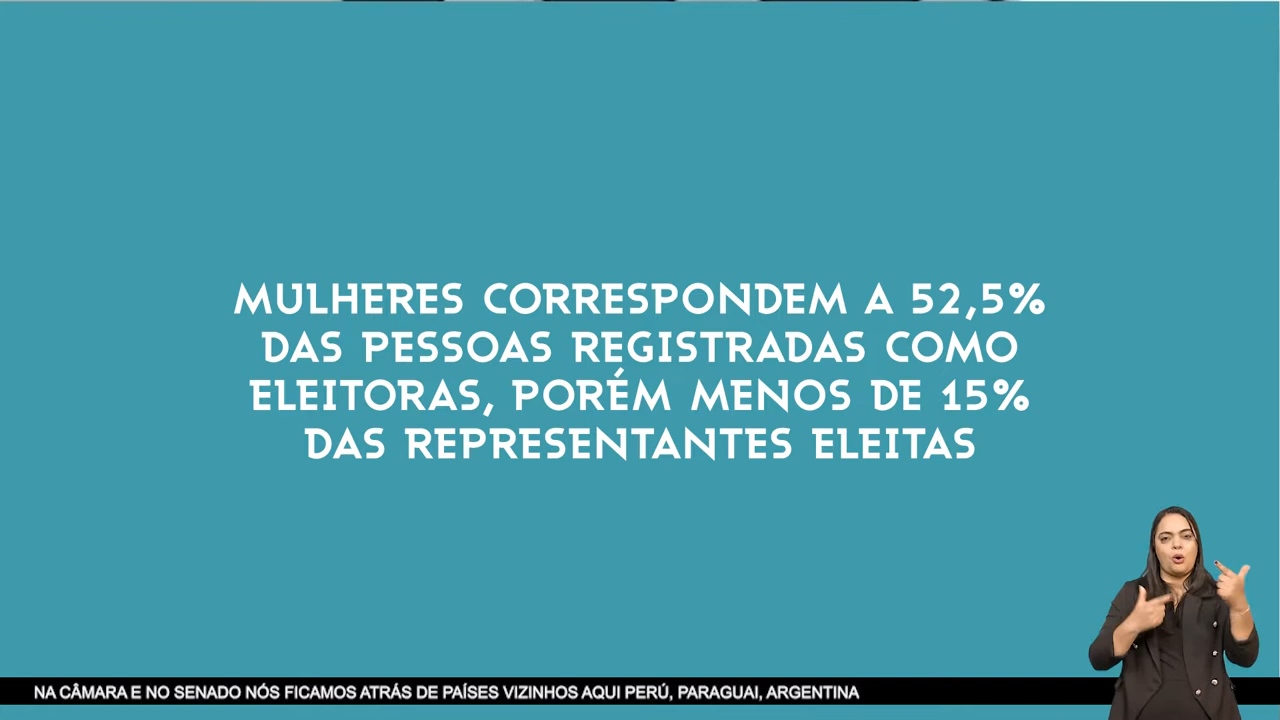 MULHERES CORRESPONDEM A 52,5%
DAS PESSOAS REGISTRADAS COMO
ELEITORAS, PORÉM MENOS DE 15%
DAS REPRESENTANTES ELEITAS
NA CÂMARA E NO SENADO NÓS FICAMOS ATRÁS DE PAÍSES VIZINHOS AQUI PERÚ, PARAGUAI, ARGENTINA